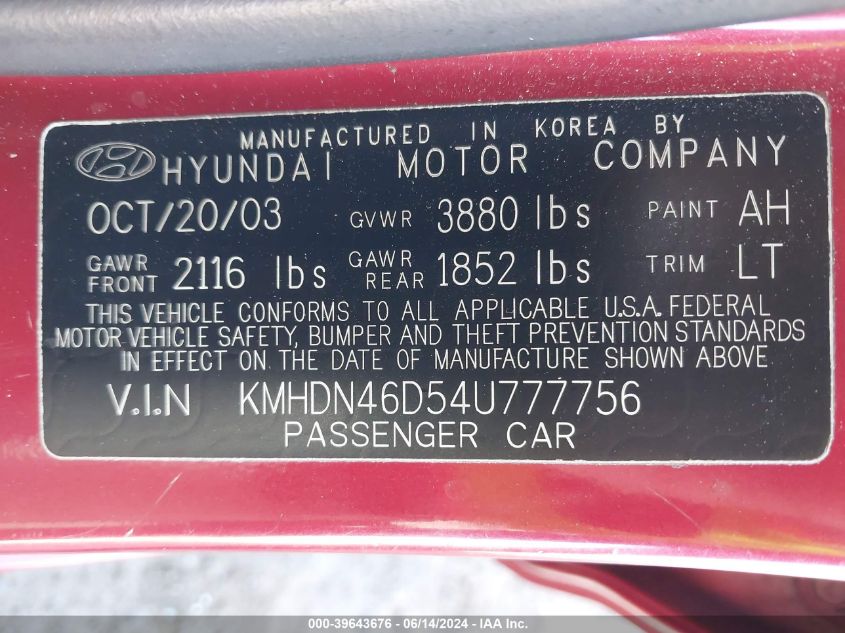 MANUFACTURED IN KOREA BY
HYUNDAI MOTOR COMPANY
OCT/20/03 GVWR 3880 lbs PAINT AH
GAWR FRONT 2116 lbs GAWR REAR 1852 lbs TRIM LT
THIS VEHICLE CONFORMS TO ALL APPLICABLE U.S.A. FEDERAL
MOTOR VEHICLE SAFETY, BUMPER AND THEFT PREVENTION STANDARDS
IN EFFECT ON THE DATE OF MANUFACTURE SHOWN ABOVE
V.I.N KMHDN46D54U777756
PASSENGER CAR
000-39643676 - 06/14/2024 - IAA Holdings, LLC.